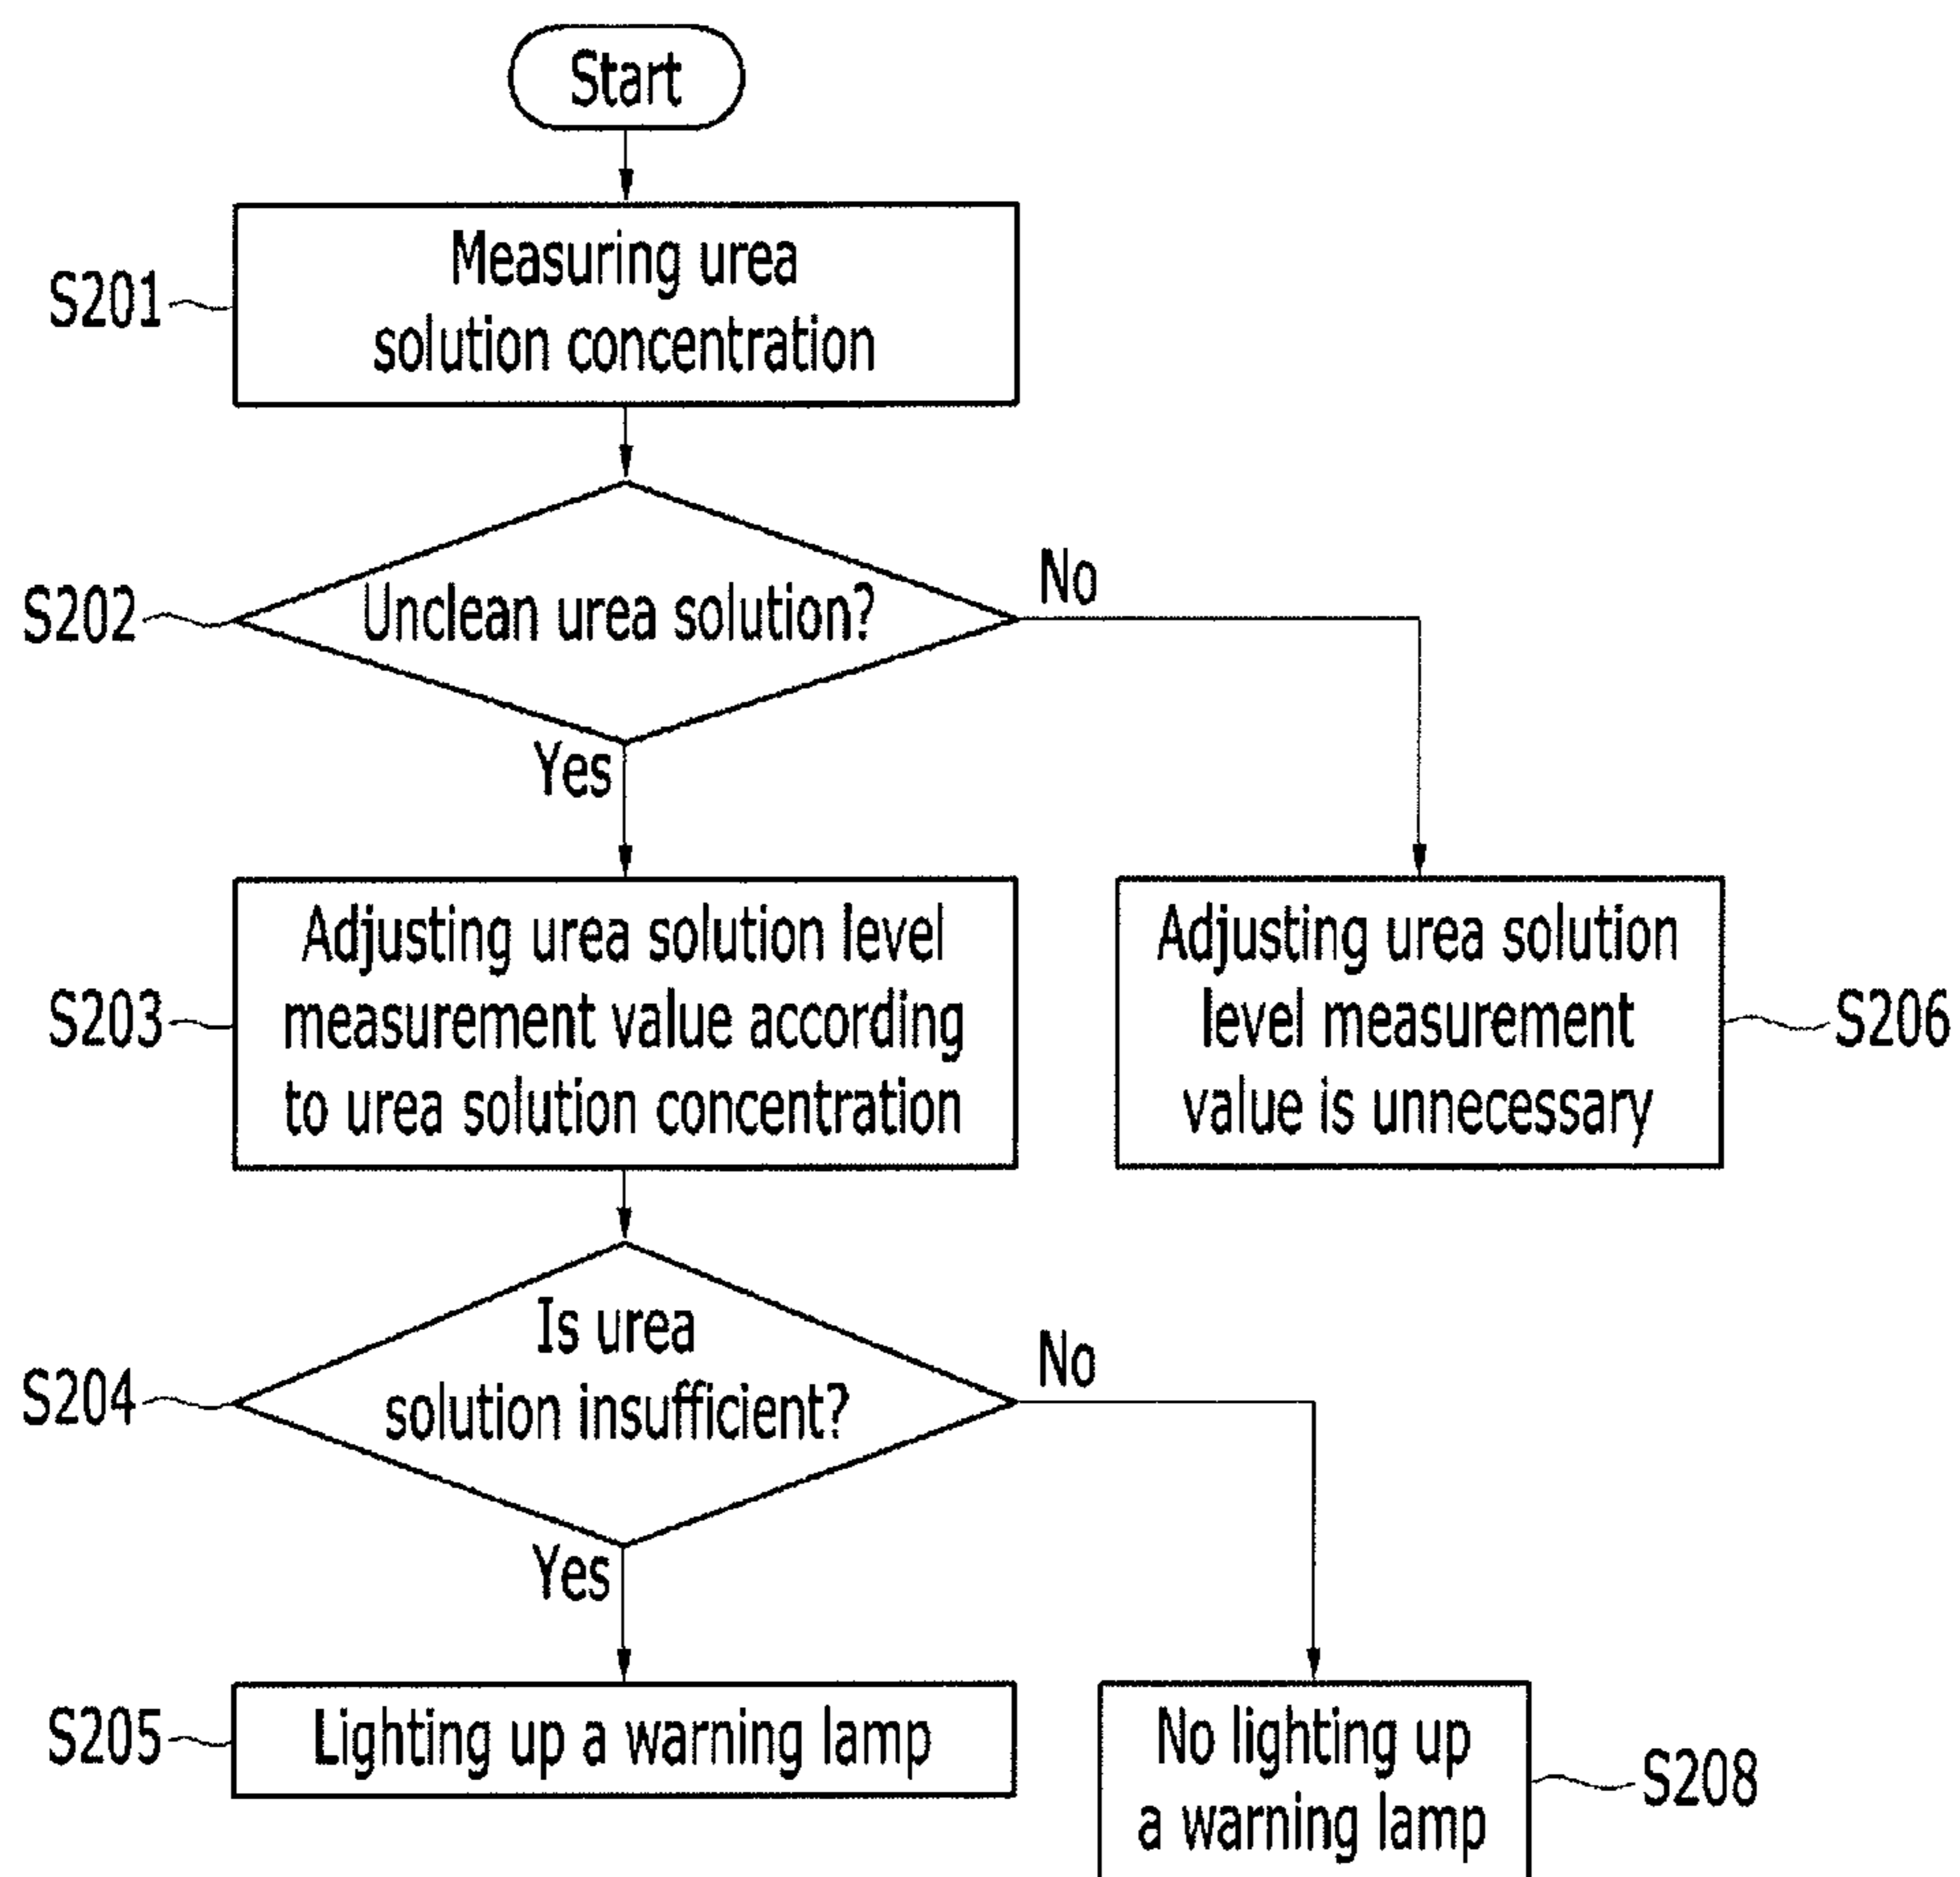 Start
S201
Measuring urea
solution concentration
S202
Unclean urea solution?
No
Yes
S203
Adjusting urea solution level
measurement value according
to urea solution concentration
Adjusting urea solution
level measurement
value is unnecessary
S206
S204
Is urea
solution insufficient?
No
Yes
S205
Lighting up a warning lamp
No lighting up
a warning lamp
S208